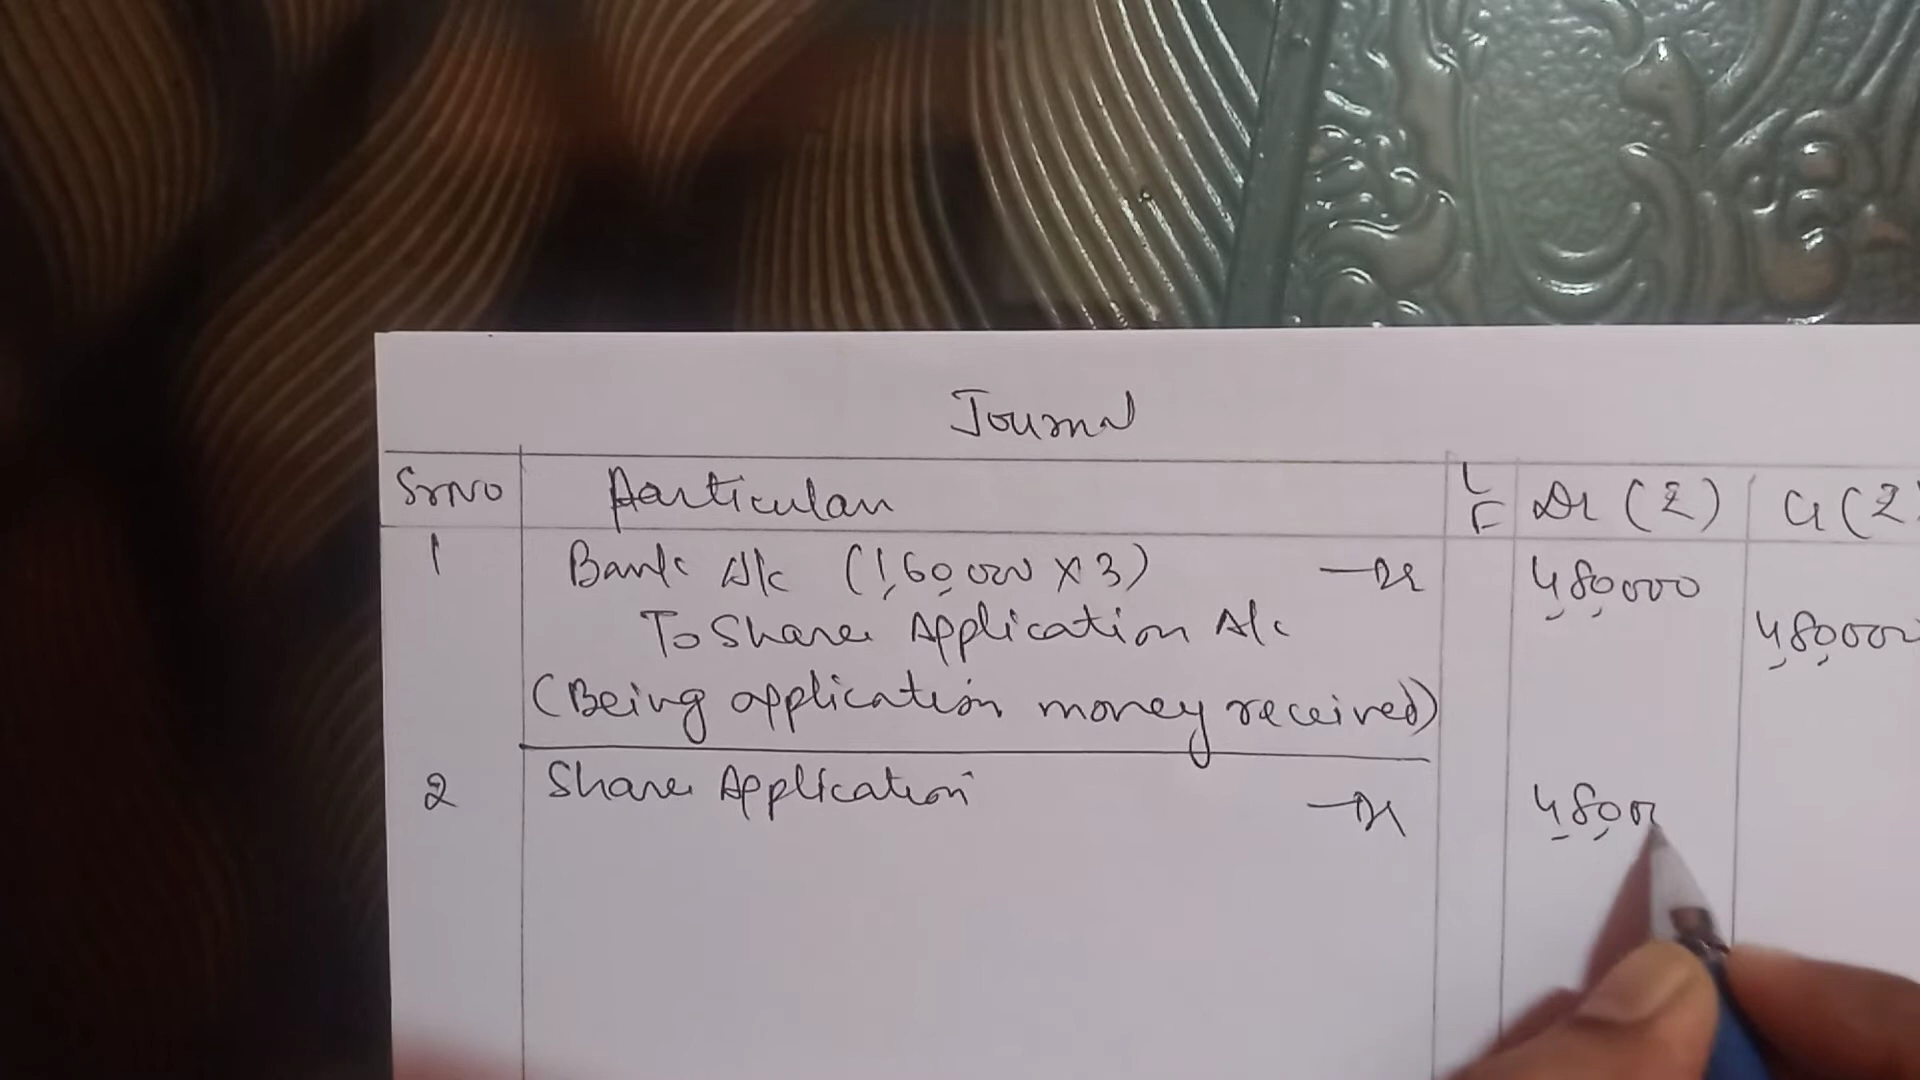 Journal
Sr No Particulars L F Dr (₹) Cr (₹)
1 Bank A/c (1,60,000 X 3) —Dr 4,80,000
To Share Application A/c 4,80,000
(Being application money received)
2 Share Application —Dr 4,80,0